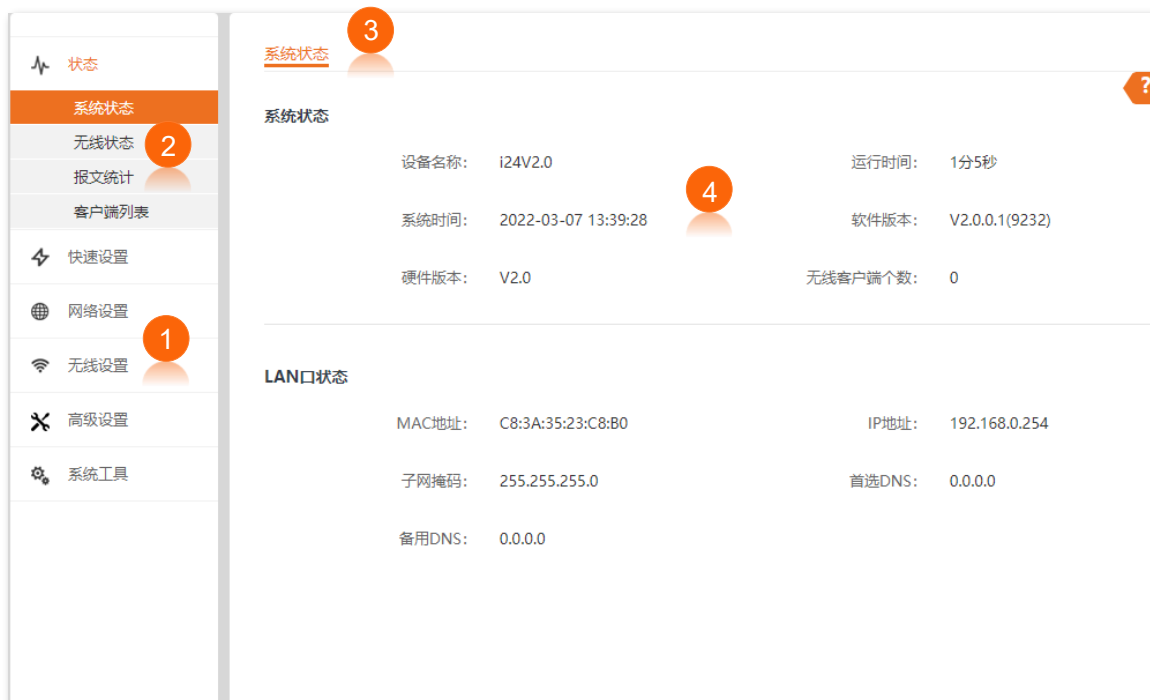 状态
系统状态
无线状态
2
报文统计
客户端列表
快速设置
网络设置
1
无线设置
高级设置
系统工具
系统状态
3
?
系统状态
设备名称： i24V2.0 运行时间： 1分5秒
4
系统时间： 2022-03-07 13:39:28 软件版本： V2.0.0.1(9232)
硬件版本： V2.0 无线客户端个数： 0
LAN口状态
MAC地址： C8:3A:35:23:C8:B0 IP地址： 192.168.0.254
子网掩码： 255.255.255.0 首选DNS： 0.0.0.0
备用DNS： 0.0.0.0